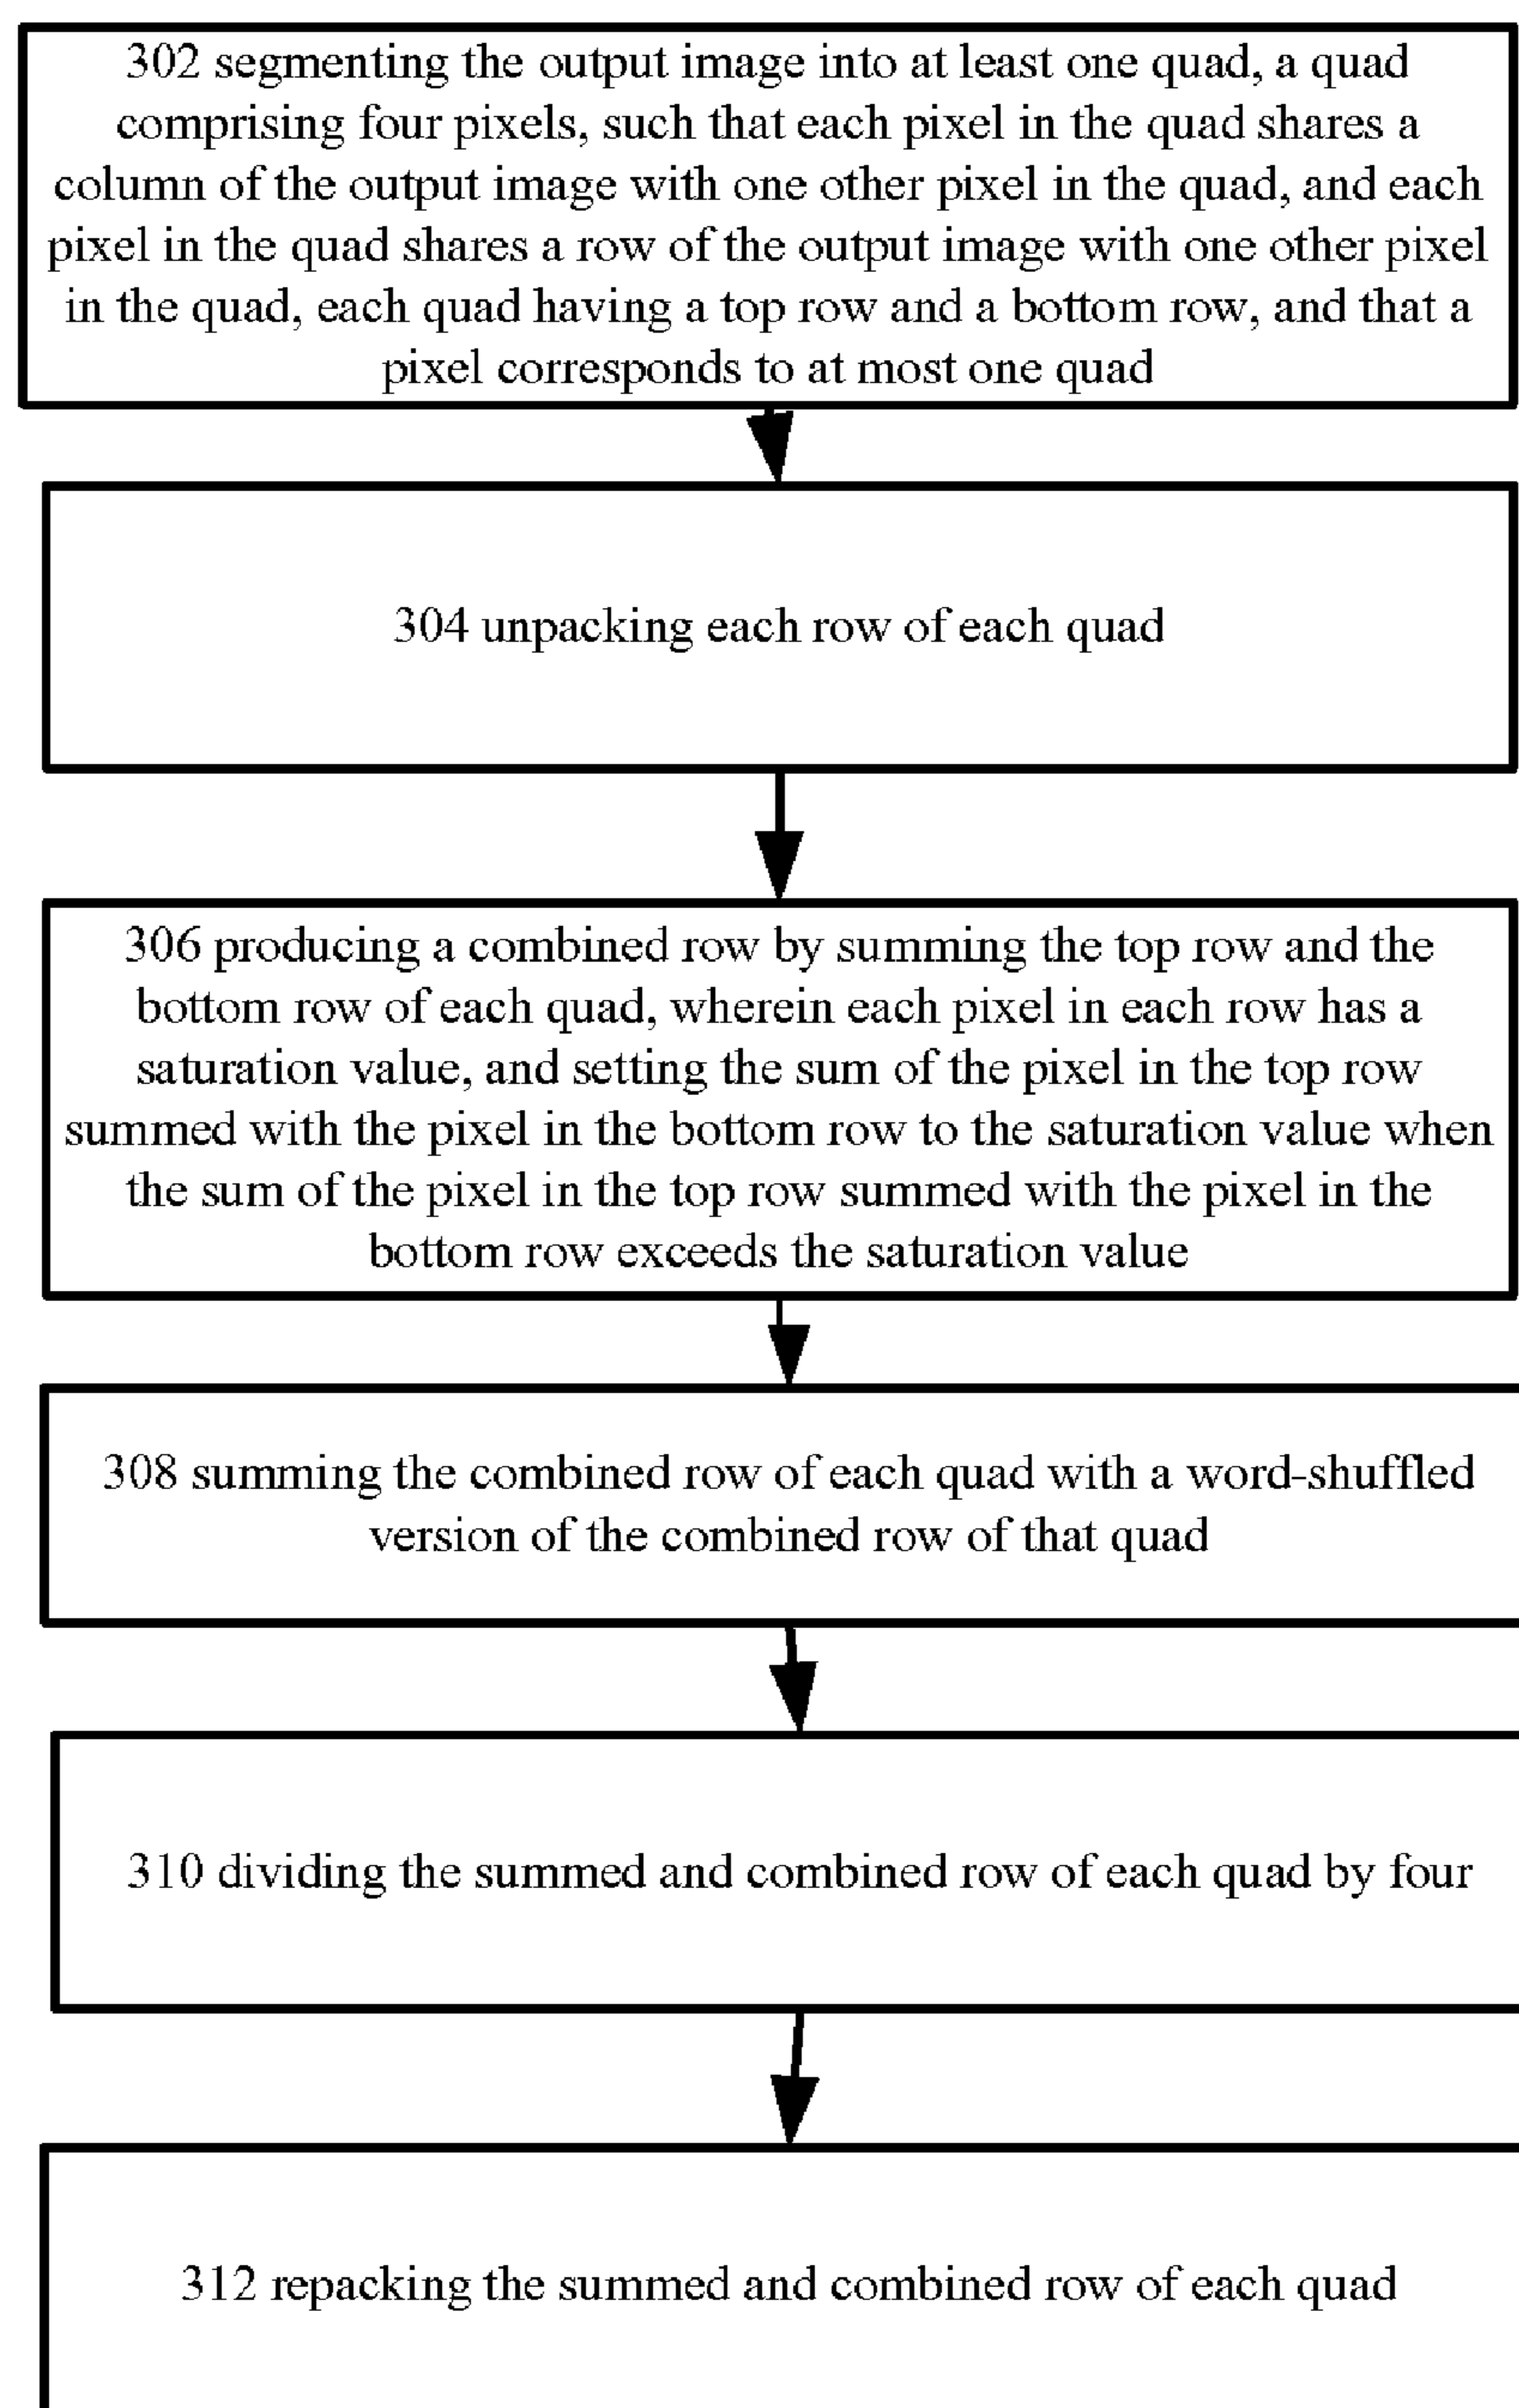 302 segmenting the output image into at least one quad, a quad
comprising four pixels, such that each pixel in the quad shares a
column of the output image with one other pixel in the quad, and each
pixel in the quad shares a row of the output image with one other pixel
in the quad, each quad having a top row and a bottom row, and that a
pixel corresponds to at most one quad
304 unpacking each row of each quad
306 producing a combined row by summing the top row and the
bottom row of each quad, wherein each pixel in each row has a
saturation value, and setting the sum of the pixel in the top row
summed with the pixel in the bottom row to the saturation value when
the sum of the pixel in the top row summed with the pixel in the
bottom row exceeds the saturation value
308 summing the combined row of each quad with a word-shuffled
version of the combined row of that quad
310 dividing the summed and combined row of each quad by four
312 repacking the summed and combined row of each quad